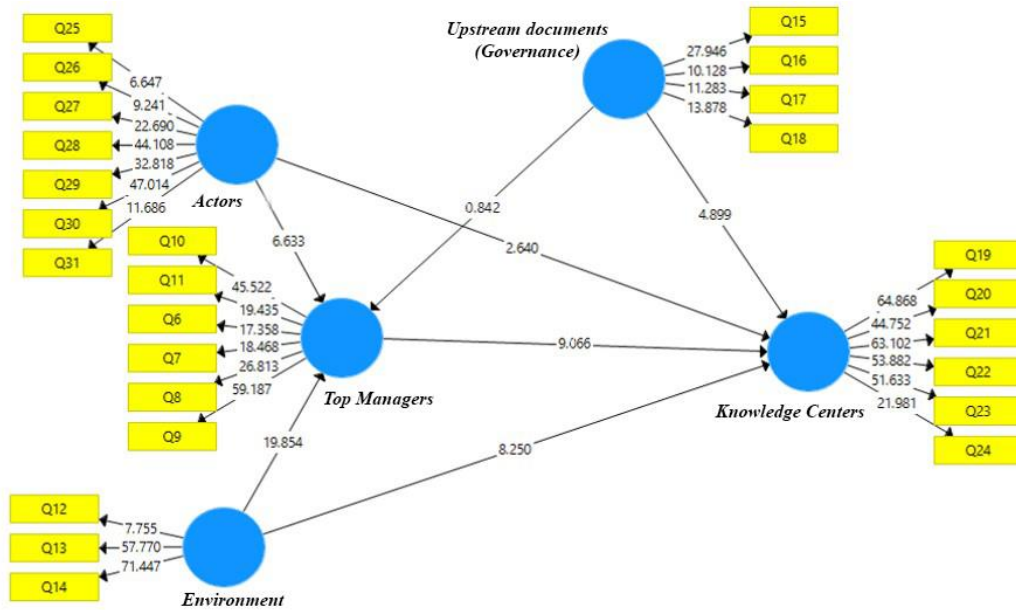 Q25
Q26
Q27
Q28
Q29
Q30
Q31
6.647
9.241
22.690
44.108
32.818
47.014
11.686
Actors
Upstream documents
(Governance)
27.946
10.128
11.283
13.878
Q15
Q16
Q17
Q18
6.633
0.842
2.640
4.899
Q10
Q11
Q6
Q7
Q8
Q9
45.522
19.435
17.358
18.468
26.813
59.187
Top Managers
9.066
19.854
8.250
Knowledge Centers
64.868
44.752
63.102
53.882
51.633
21.981
Q19
Q20
Q21
Q22
Q23
Q24
Q12
Q13
Q14
7.755
57.770
71.447
Environment